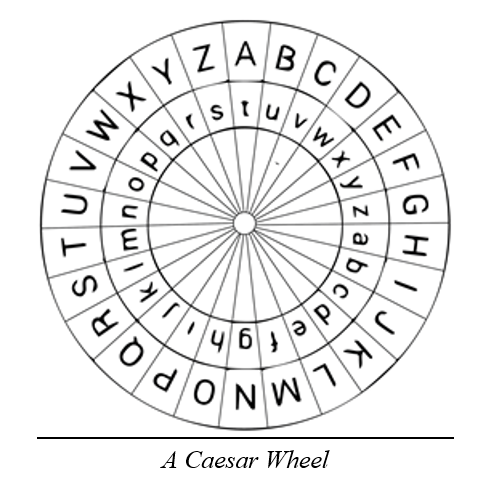 A B C D E F G H I J K L M N O P Q R S T U V W X Y Z
t u v w x y z a b c d e f g h i j k l m n o p q r s
A Caesar Wheel